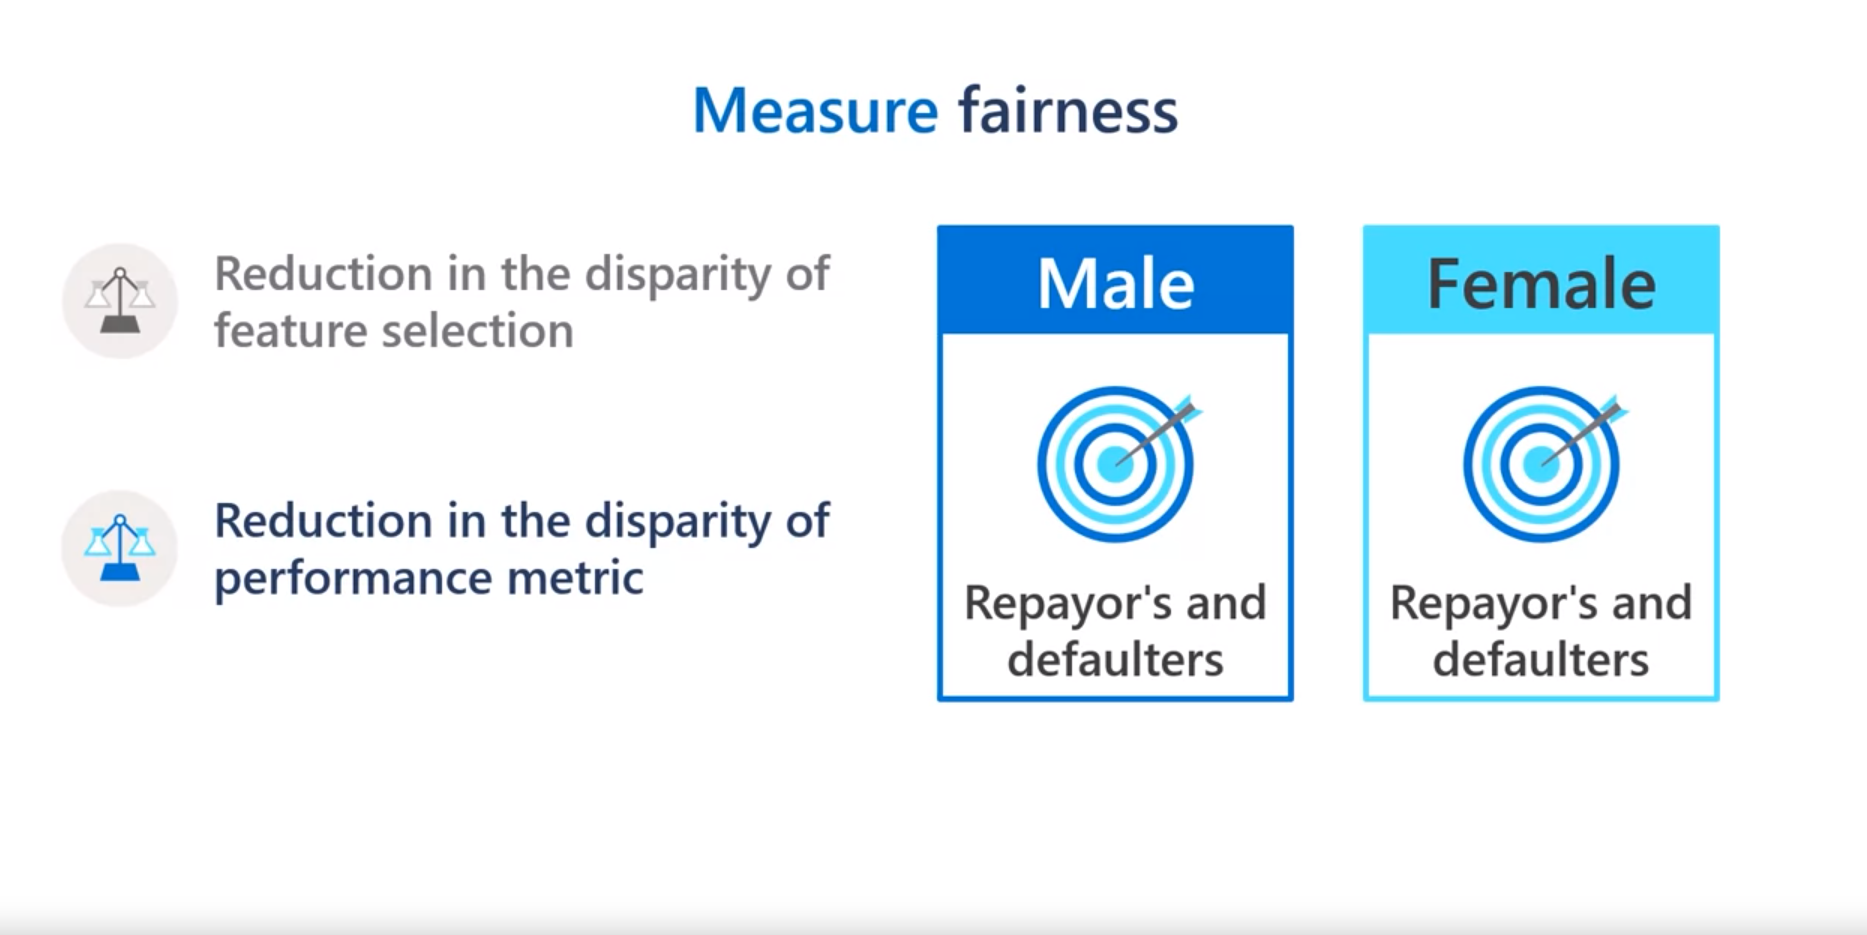 Measure fairness
Reduction in the disparity of
feature selection
Reduction in the disparity of
performance metric
Male
Repayor's and
defaulters
Female
Repayor's and
defaulters